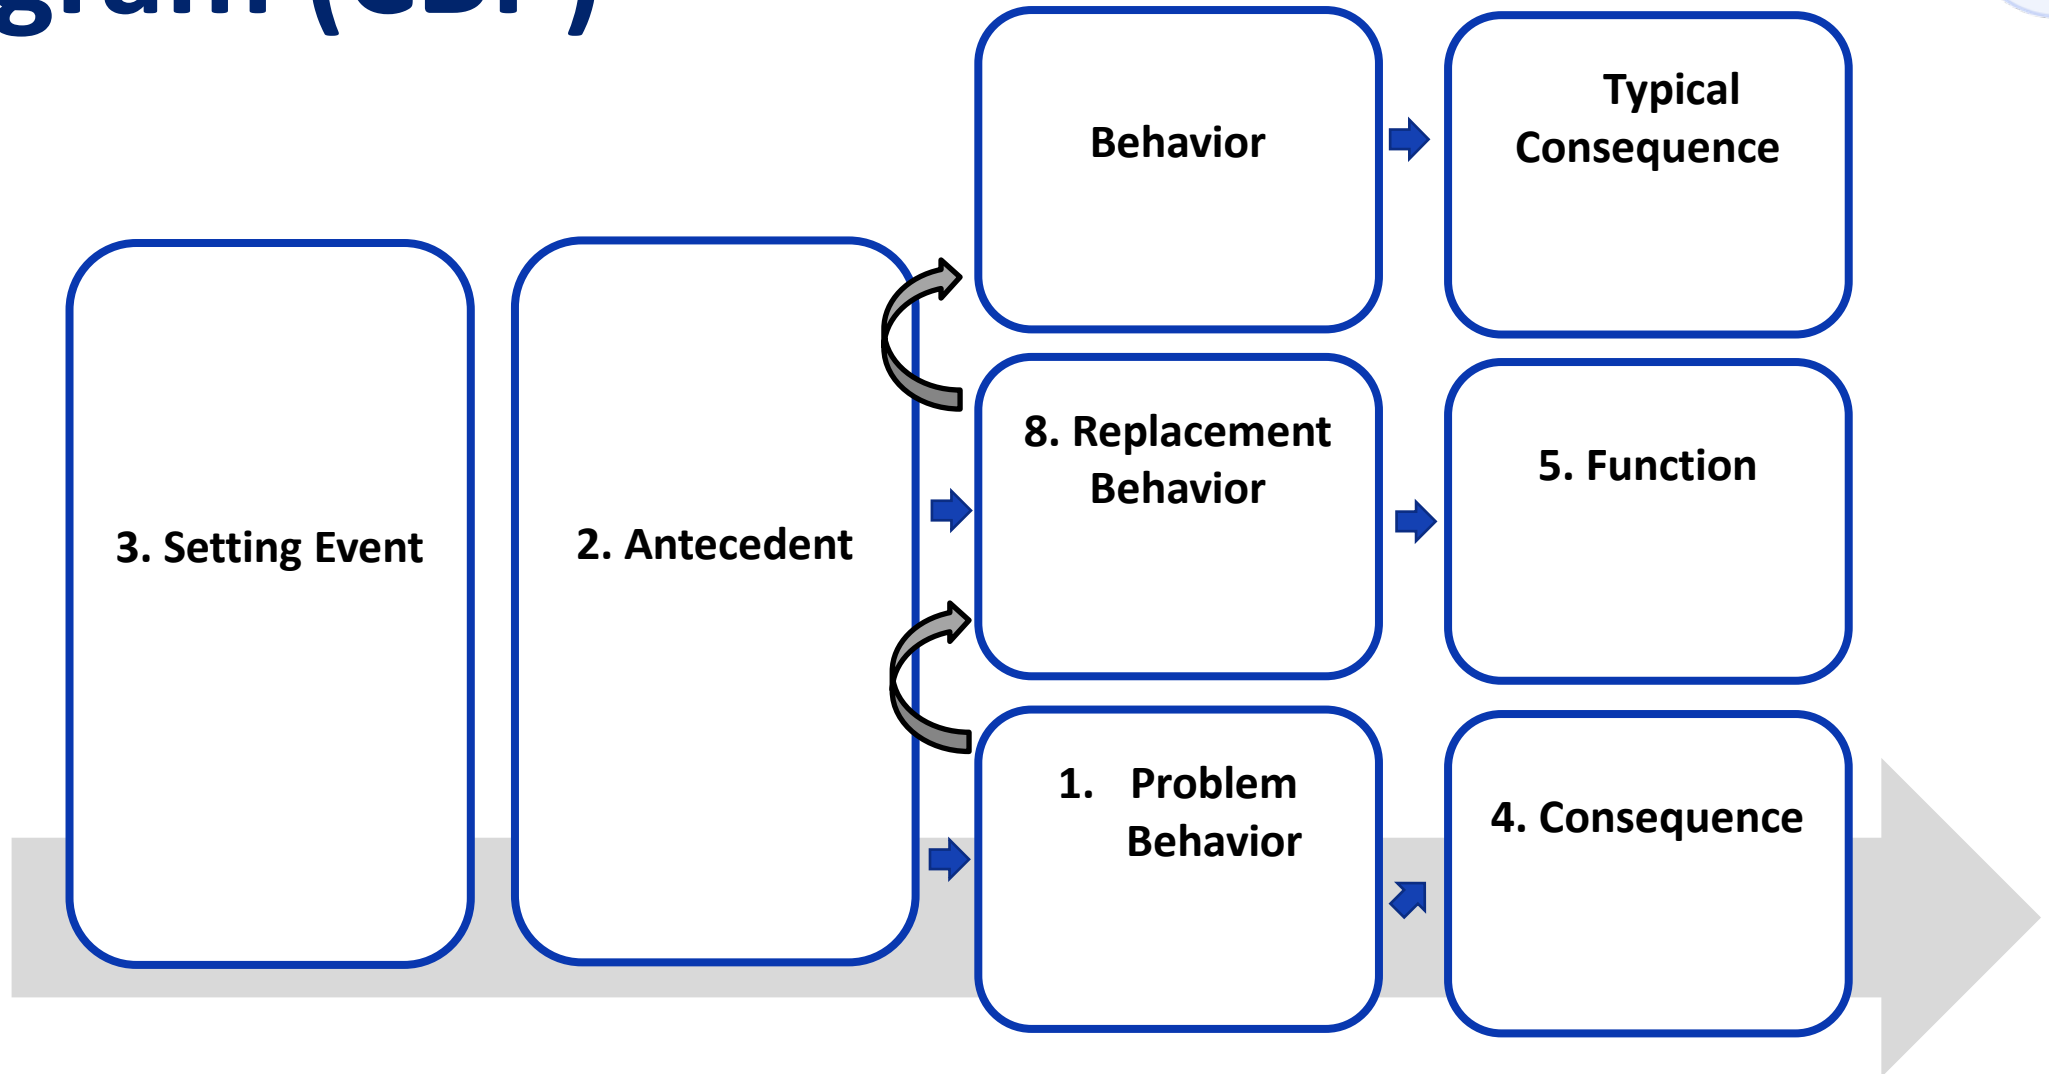 Behavior
Typical
Consequence
3. Setting Event
2. Antecedent
8. Replacement
Behavior
5. Function
1. Problem
Behavior
4. Consequence